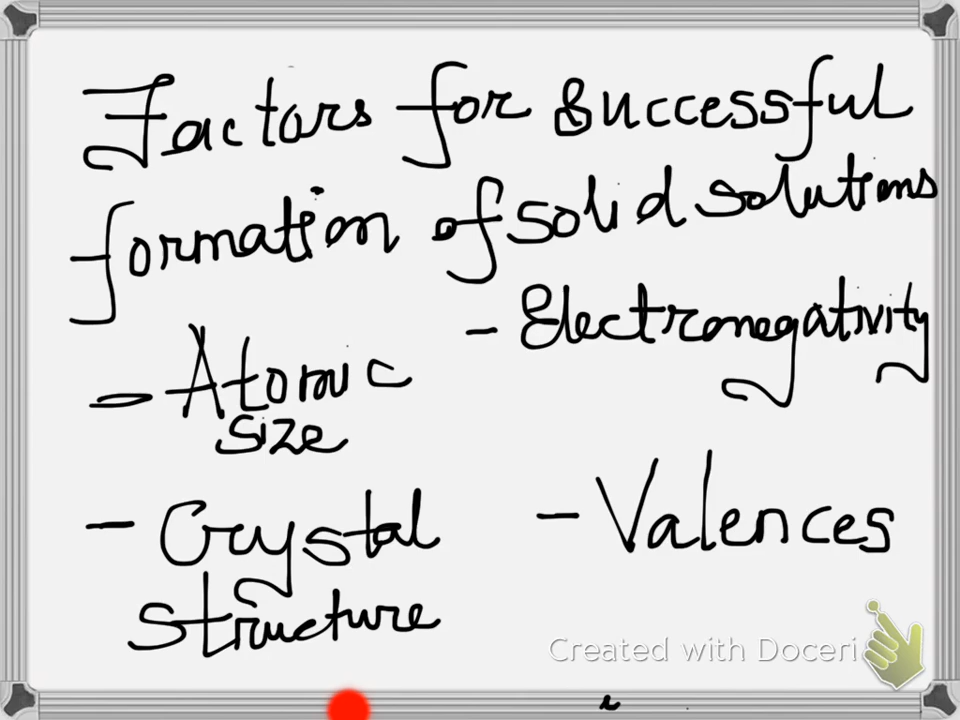 Factors for successful
formation of solid solutions
- Atomic
size
- Electronegativity
- Crystal
structure
- Valences
Created with Doceri